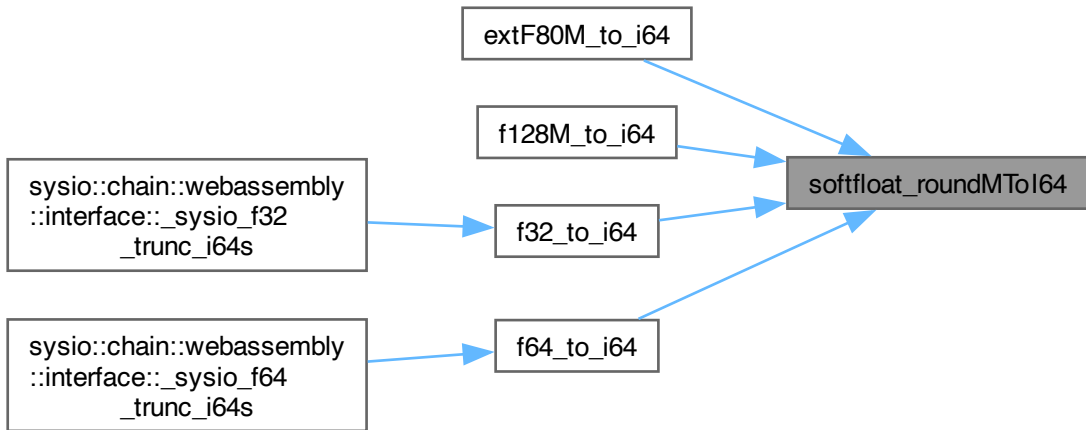 extF80M_to_i64
f128M_to_i64
softfloat_roundMToI64
sysio::chain::webassembly
::interface::_sysio_f32
_trunc_i64s
f32_to_i64
sysio::chain::webassembly
::interface::_sysio_f64
_trunc_i64s
f64_to_i64